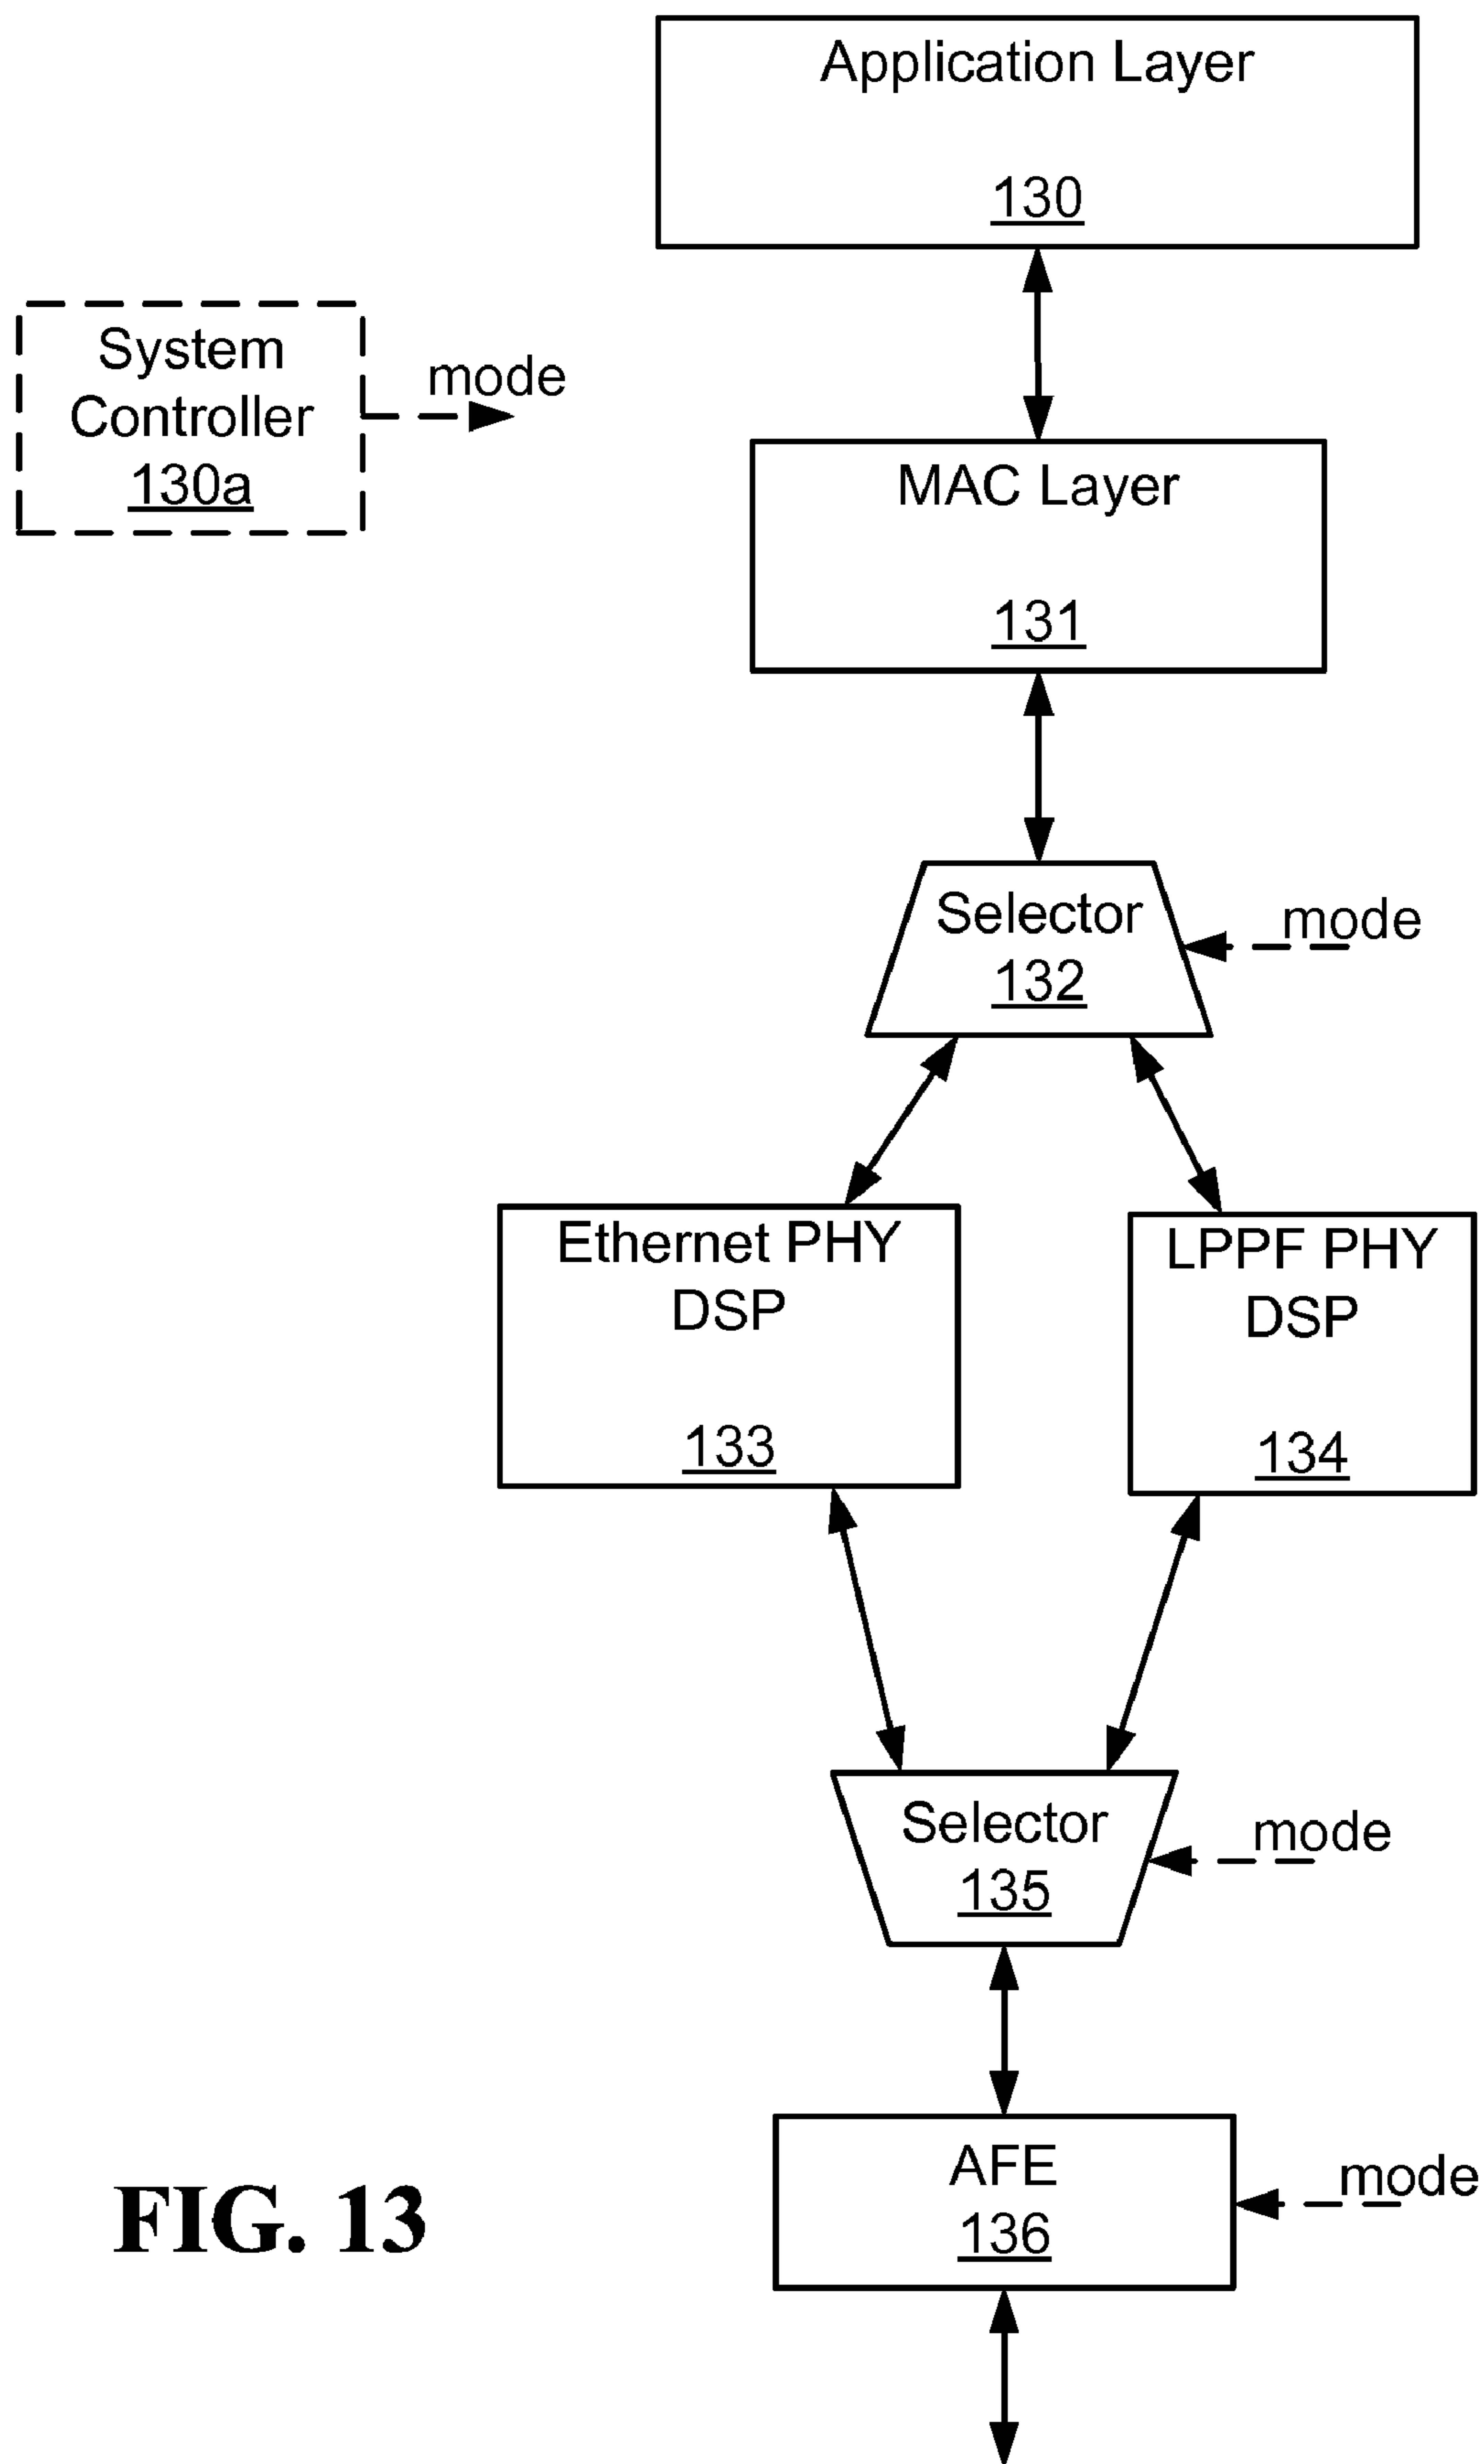 Application Layer
130
System
Controller
130a
mode
MAC Layer
131
Selector
132
mode
Ethernet PHY
DSP
133
LPPF PHY
DSP
134
Selector
135
mode
AFE
136
mode
FIG. 13